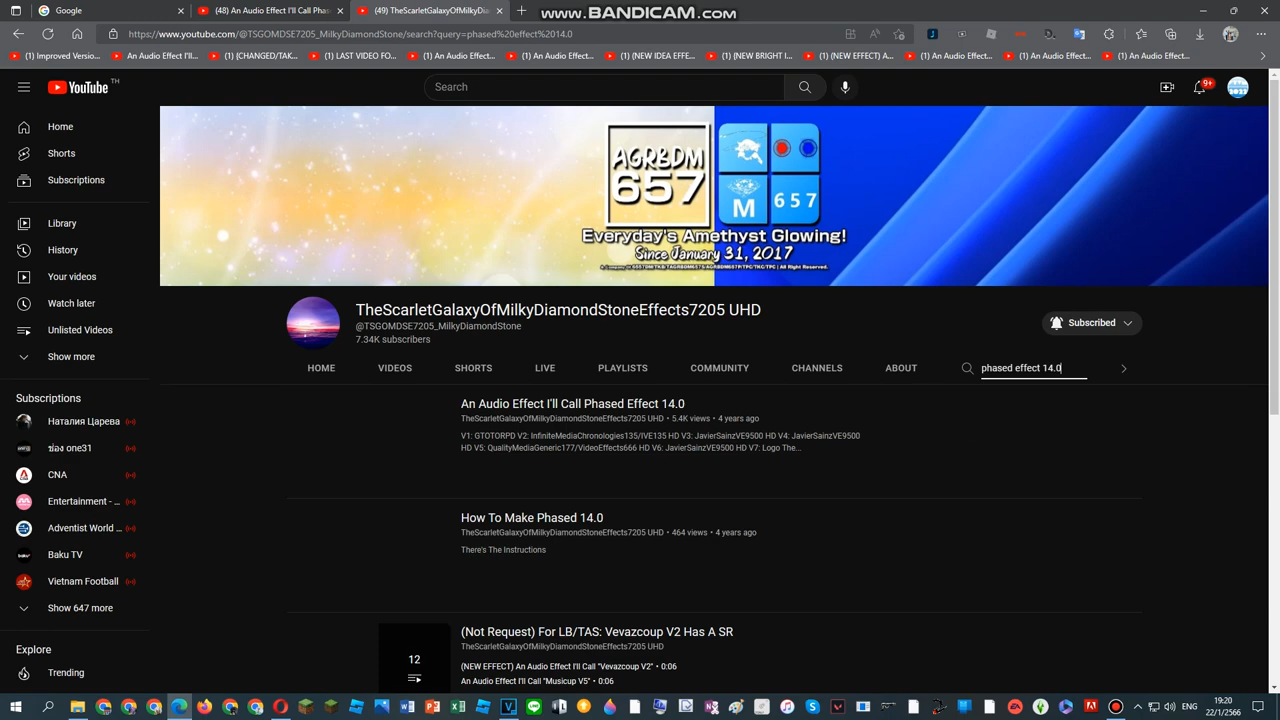 Google
(48) An Audio Effect I'll Call Phas
(49) TheScarletGalaxyOfMilkyDiam
www.BANDICAM.com
https://www.youtube.com/@TSGOMDSE7205_MilkyDiamondStone/search?query=phased%20effect%2014.0
(1) Improved Versio...
An Audio Effect I'll...
(1) [CHANGED/TAK...
(1) LAST VIDEO FO...
(1) An Audio Effect...
(1) An Audio Effect...
(1) (NEW IDEA EFFE...
(1) (NEW BRIGHT I...
(1) (NEW EFFECT) A...
(1) An Audio Effect...
(1) An Audio Effect...
(1) An Audio Effect...
YouTube TH
Search
9+
Home
Shorts
Subscriptions
Library
History
Your videos
Watch later
Unlisted Videos
Show more
Subscriptions
Наталия Царева
ช่อง one31
CNA
Entertainment - ...
Adventist World ...
Baku TV
Vietnam Football
Show 647 more
Explore
Trending
AGRBDM
657
M
657
Everyday's Amethyst Glowing!
Since January 31, 2017
TheScarletGalaxyOfMilkyDiamondStoneEffects7205 UHD
@TSGOMDSE7205_MilkyDiamondStone
7.34K subscribers
Subscribed
HOME
VIDEOS
SHORTS
LIVE
PLAYLISTS
COMMUNITY
CHANNELS
ABOUT
phased effect 14.0
An Audio Effect I'll Call Phased Effect 14.0
TheScarletGalaxyOfMilkyDiamondStoneEffects7205 UHD • 5.4K views • 4 years ago
V1: GTOTORPD V2: InfiniteMediaChronologies135/IVE135 HD V3: JavierSainzVE9500 HD V4: JavierSainzVE9500
HD V5: QualityMediaGeneric177/VideoEffects666 HD V6: JavierSainzVE9500 HD V7: Logo The...
How To Make Phased 14.0
TheScarletGalaxyOfMilkyDiamondStoneEffects7205 UHD • 464 views • 4 years ago
There's The Instructions
12
(Not Request) For LB/TAS: Vevazcoup V2 Has A SR
TheScarletGalaxyOfMilkyDiamondStoneEffects7205 UHD
(NEW EFFECT) An Audio Effect I'll Call "Vevazcoup V2" • 0:06
An Audio Effect I'll Call "Musicup V5" • 0:06
ENG
19:20
22/1/2566